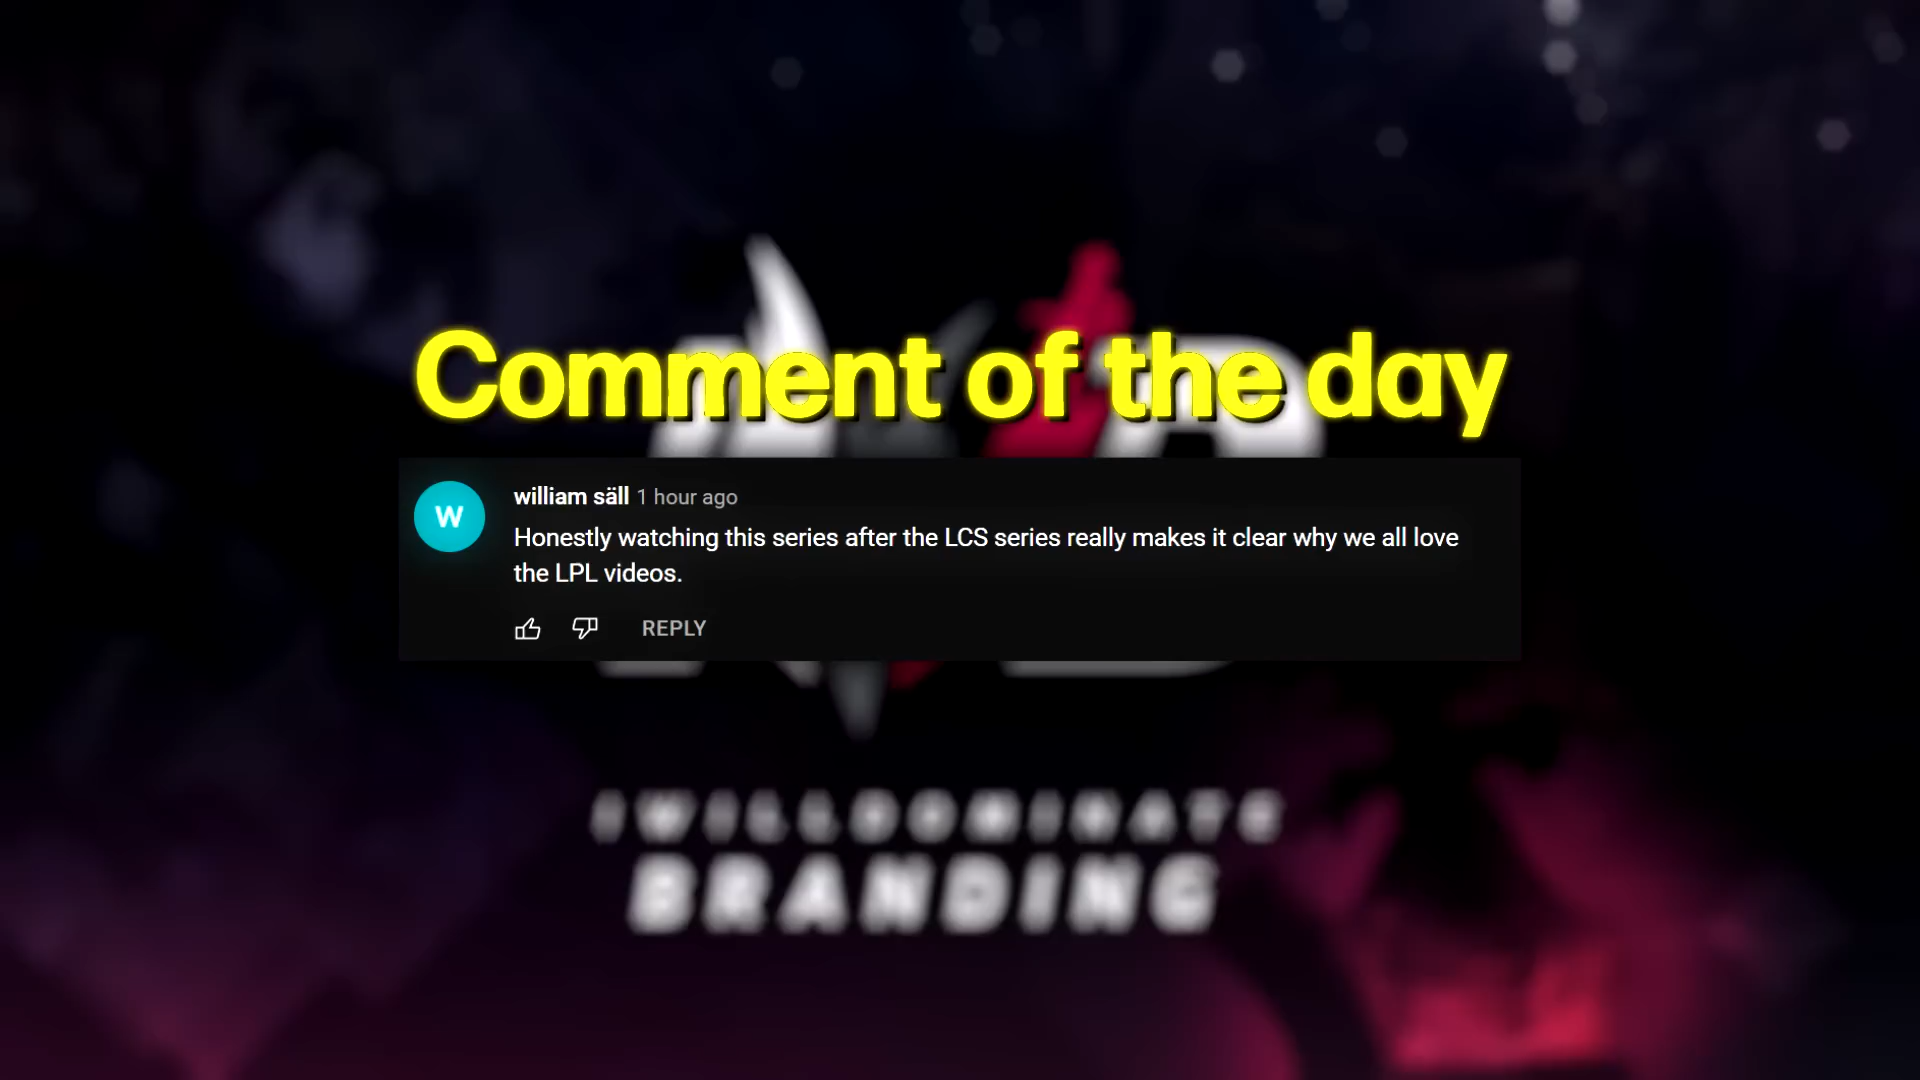 Comment of the day
W
william säll 1 hour ago
Honestly watching this series after the LCS series really makes it clear why we all love
the LPL videos.
REPLY
IWILLDOMINATE
BRANDING